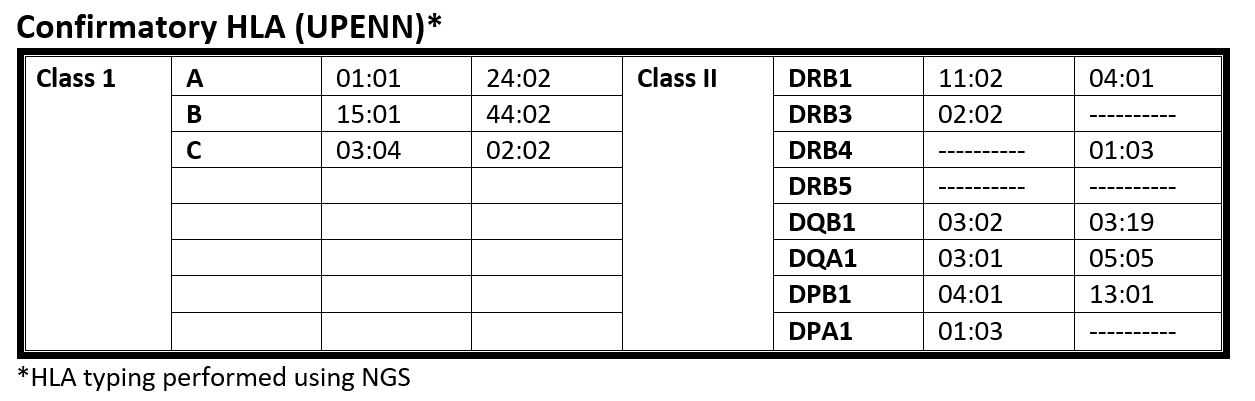 Confirmatory HLA (UPENN)*
Class 1 A 01:01 24:02 Class II DRB1 11:02 04:01
B 15:01 44:02 DRB3 02:02 ----------
C 03:04 02:02 DRB4 ---------- 01:03
DRB5 ---------- ----------
DQB1 03:02 03:19
DQA1 03:01 05:05
DPB1 04:01 13:01
DPA1 01:03 ----------
*HLA typing performed using NGS